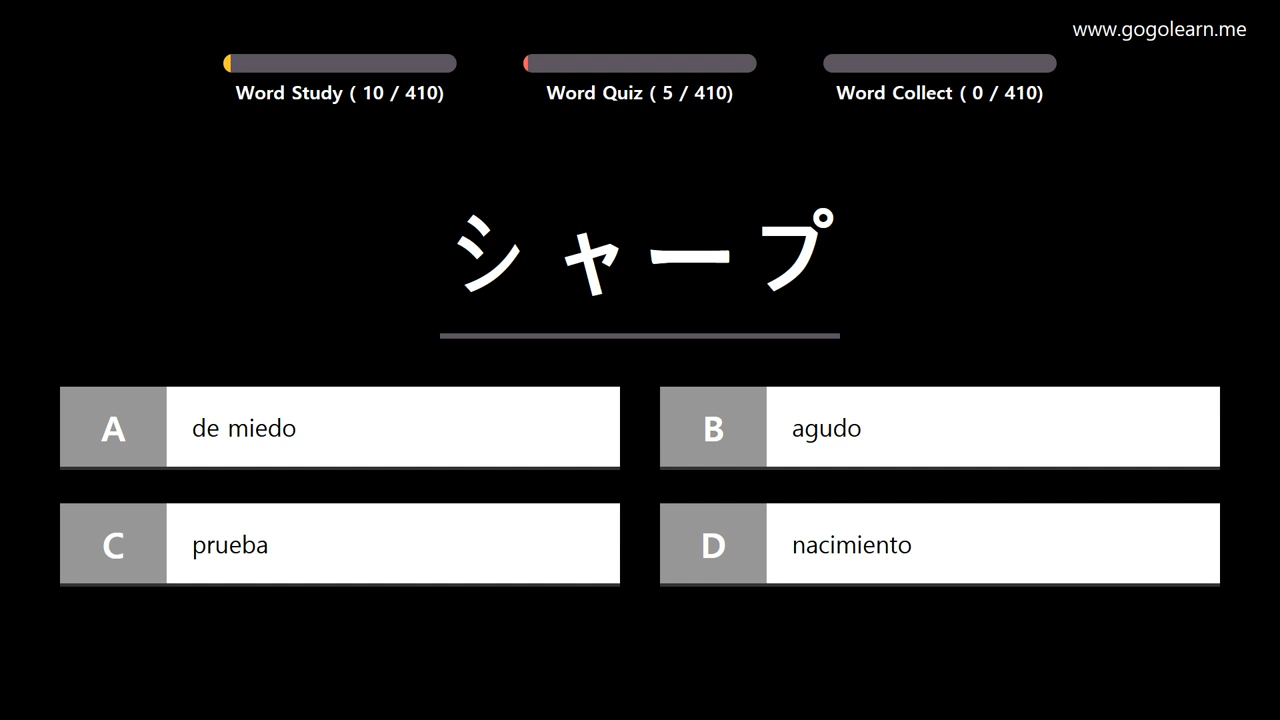 www.gogolearn.me
Word Study ( 10 / 410)
Word Quiz ( 5 / 410)
Word Collect ( 0 / 410)
シャープ
A de miedo
B agudo
C prueba
D nacimiento